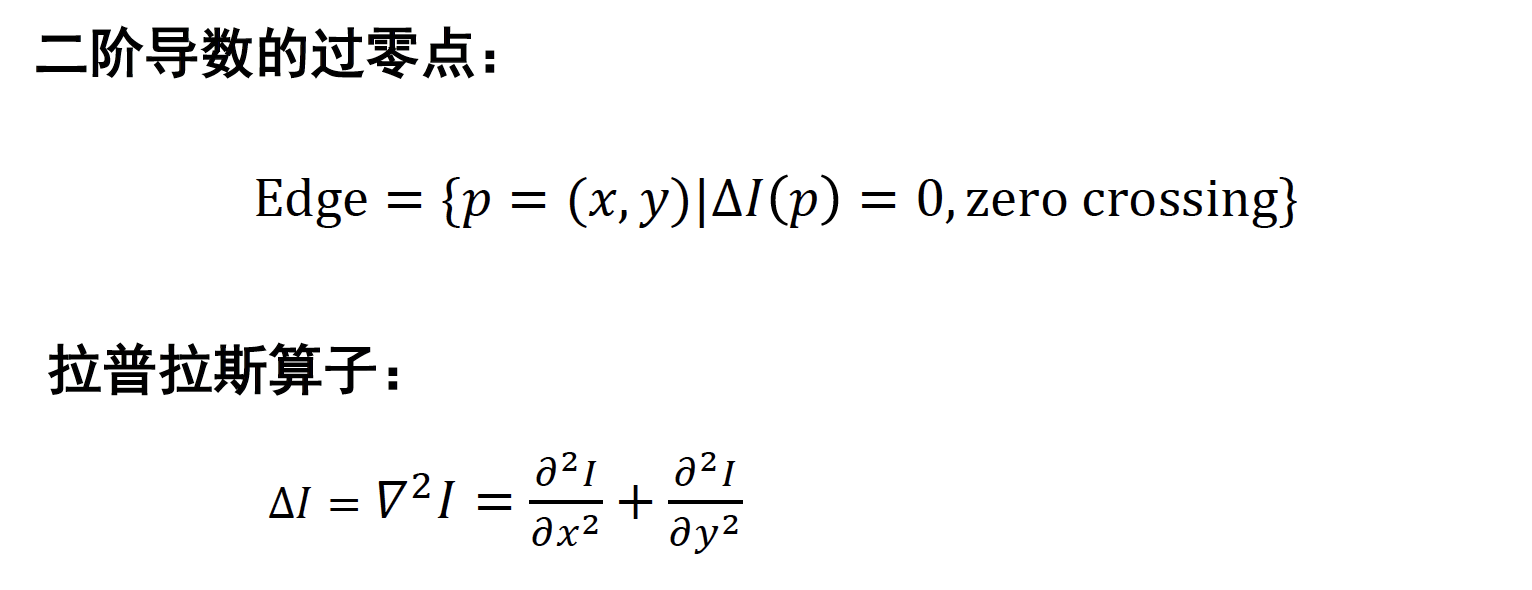 二阶导数的过零点：
Edge = {p = (x, y)|ΔI(p) = 0, zero crossing}
拉普拉斯算子：
ΔI = ∇²I = ∂²I/∂x² + ∂²I/∂y²